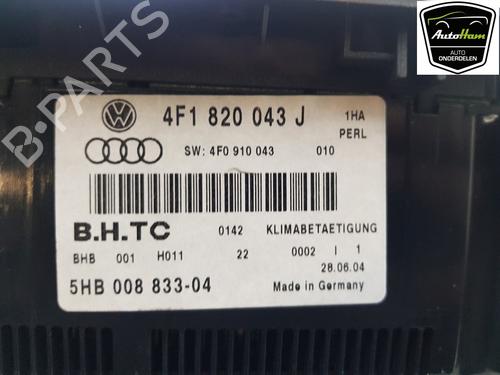 AutoHam
AUTO
ONDERDELEN
B-PARTS
4F1 820 043 J
1HA
PERL
SW: 4F0 910 043
010
B.H.TC
0142
KLIMABETAETIGUNG
BHB 001 H011
22
0002 I 1
28.06.04
5HB 008 833-04
Made in Germany